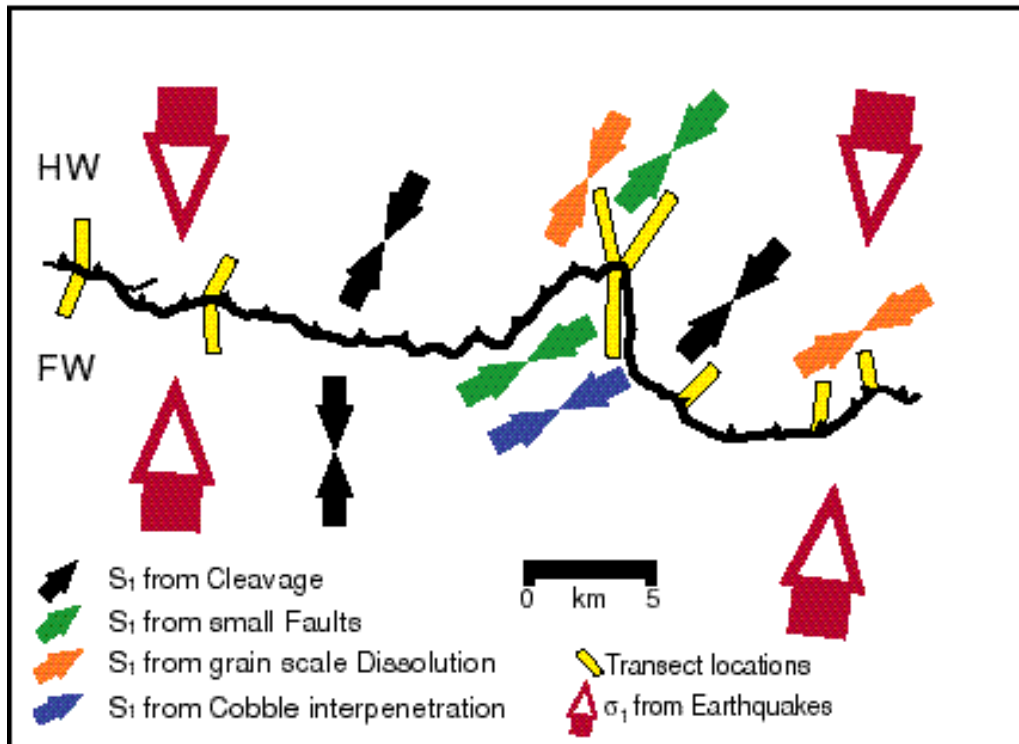 HW
FW
S₁ from Cleavage
S₁ from small Faults
S₁ from grain scale Dissolution
S₁ from Cobble interpenetration
0 km 5
Transect locations
σ₁ from Earthquakes